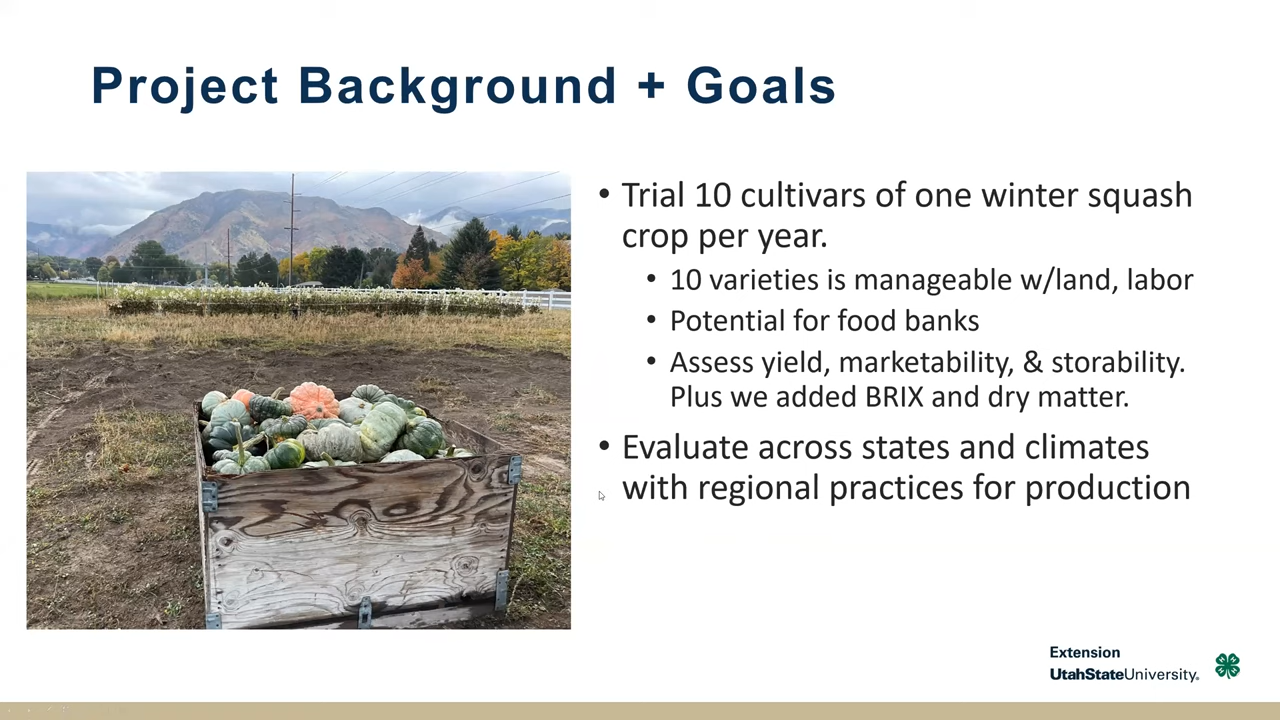 Project Background + Goals
• Trial 10 cultivars of one winter squash
crop per year.
• 10 varieties is manageable w/land, labor
• Potential for food banks
• Assess yield, marketability, & storability.
Plus we added BRIX and dry matter.
• Evaluate across states and climates
with regional practices for production
Extension
UtahStateUniversity®